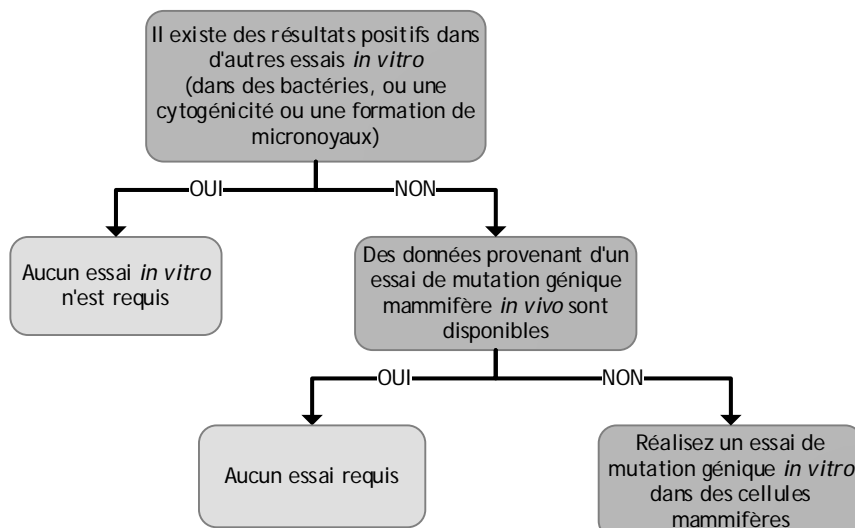 Il existe des résultats positifs dans
d'autres essais in vitro
(dans des bactéries, ou une
cytogénicité ou une formation de
micronoyaux)
OUI
NON
Aucun essai in vitro
n'est requis
Des données provenant d'un
essai de mutation génique
mammifère in vivo sont
disponibles
OUI
NON
Aucun essai requis
Réalisez un essai de
mutation génique in vitro
dans des cellules
mammifères